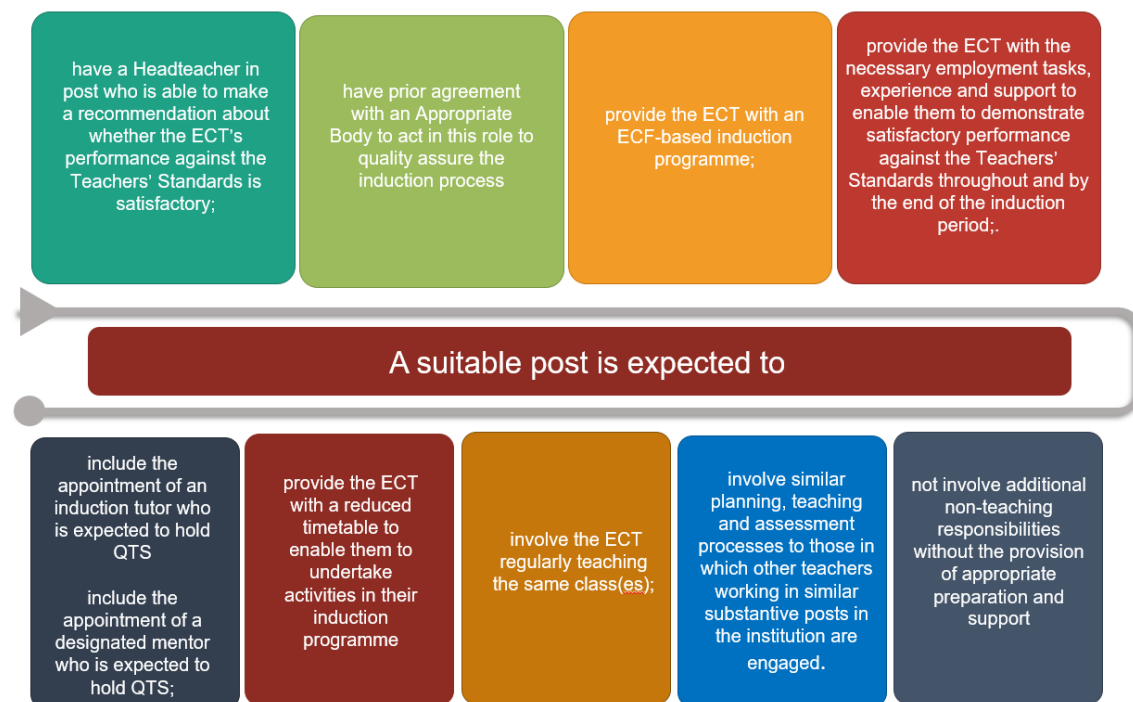 have a Headteacher in
post who is able to make
a recommendation about
whether the ECT's
performance against the
Teachers' Standards is
satisfactory;
have prior agreement
with an Appropriate
Body to act in this role to
quality assure the
induction process
provide the ECT with an
ECF-based induction
programme;
provide the ECT with the
necessary employment tasks,
experience and support to
enable them to demonstrate
satisfactory performance
against the Teachers'
Standards throughout and by
the end of the induction
period;.
A suitable post is expected to
include the
appointment of an
induction tutor who
is expected to hold
QTS
include the
appointment of a
designated mentor
who is expected to
hold QTS;
provide the ECT
with a reduced
timetable to
enable them to
undertake
activities in their
induction
programme
involve the ECT
regularly teaching
the same class(es);
involve similar
planning, teaching
and assessment
processes to those in
which other teachers
working in similar
substantive posts in
the institution are
engaged.
not involve additional
non-teaching
responsibilities
without the provision
of appropriate
preparation and
support